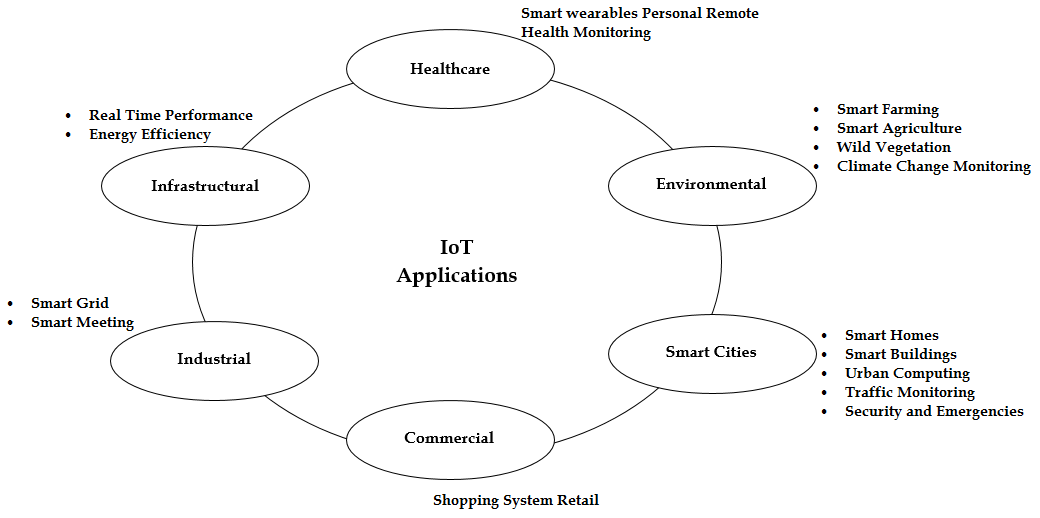 Smart wearables Personal Remote
Health Monitoring
Healthcare
• Real Time Performance
• Energy Efficiency
Infrastructural
• Smart Farming
• Smart Agriculture
• Wild Vegetation
• Climate Change Monitoring
Environmental
IoT
Applications
• Smart Grid
• Smart Meeting
Industrial
Smart Cities
• Smart Homes
• Smart Buildings
• Urban Computing
• Traffic Monitoring
• Security and Emergencies
Commercial
Shopping System Retail